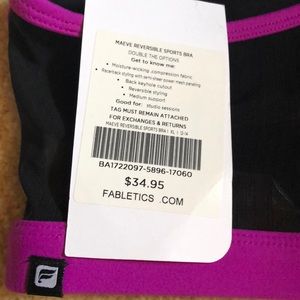 MAEVE REVERSIBLE SPORTS BRA
DOUBLE THE OPTIONS
Get to know me:
• Moisture-wicking compression fabric
• Racerback styling with semi-sheer power mesh paneling
• Back keyhole cutout
• Reversible styling
• Medium support
Good for: studio sessions
TAG MUST REMAIN ATTACHED
FOR EXCHANGES & RETURNS
MAEVE REVERSIBLE SPORTS BRA | XL | 12-14
BA1722097-5896-17060
$34.95
FABLETICS.COM